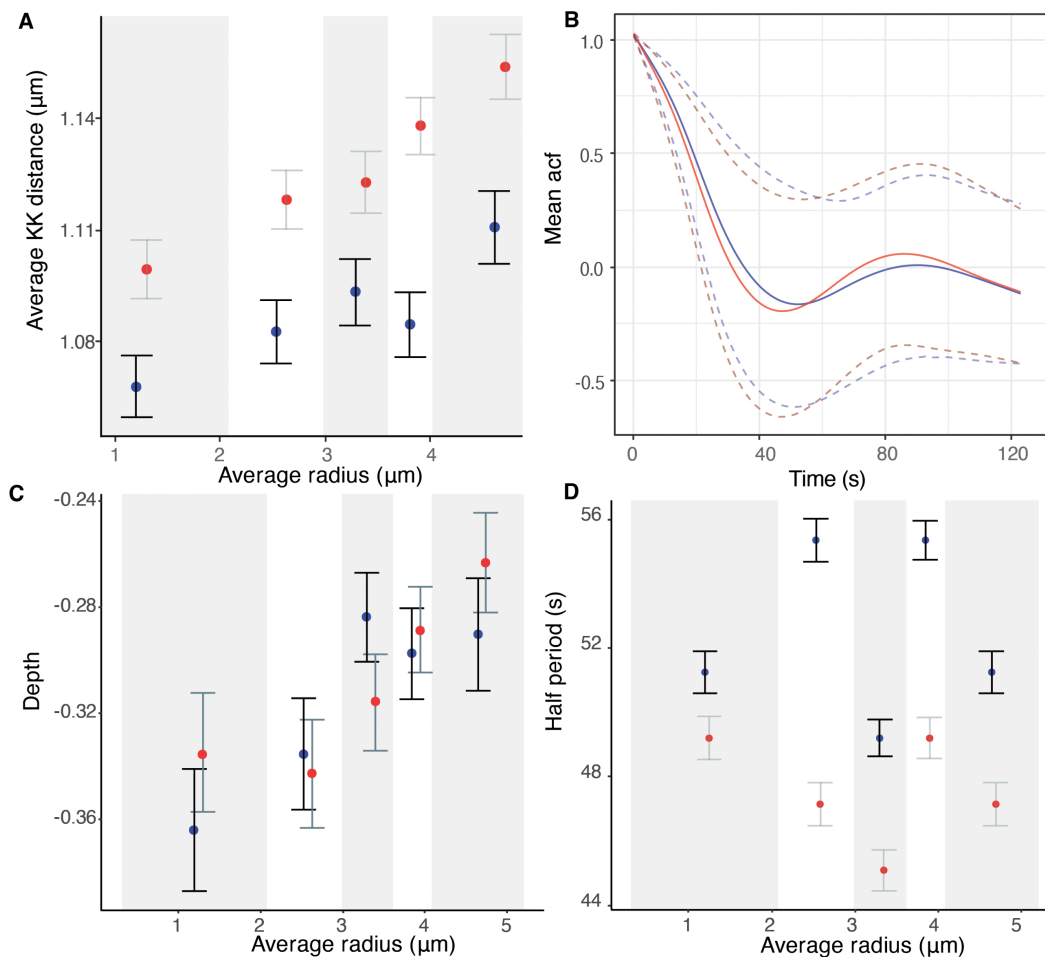 A
Average KK distance (µm)
1.14
1.11
1.08
1
2
3
4
Average radius (µm)
B
Mean acf
1.0
0.5
0.0
-0.5
0
40
80
120
Time (s)
C
Depth
-0.24
-0.28
-0.32
-0.36
1
2
3
4
5
Average radius (µm)
D
Half period (s)
56
52
48
44
1
2
3
4
5
Average radius (µm)